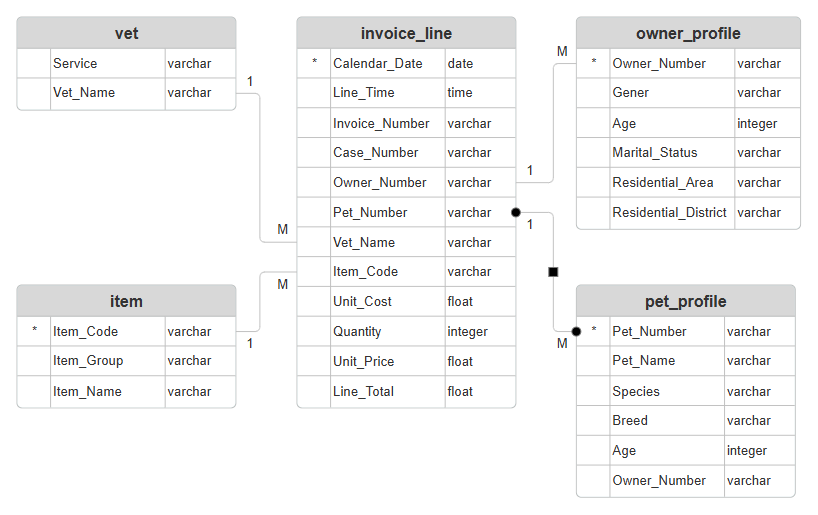 vet
Service varchar
Vet_Name varchar
invoice_line
* Calendar_Date date
Line_Time time
Invoice_Number varchar
Case_Number varchar
Owner_Number varchar
Pet_Number varchar
Vet_Name varchar
Item_Code varchar
Unit_Cost float
Quantity integer
Unit_Price float
Line_Total float
owner_profile
* Owner_Number varchar
Gener varchar
Age integer
Marital_Status varchar
Residential_Area varchar
Residential_District varchar
item
* Item_Code varchar
Item_Group varchar
Item_Name varchar
pet_profile
* Pet_Number varchar
Pet_Name varchar
Species varchar
Breed varchar
Age integer
Owner_Number varchar
1
M
M
1
M
1
1
M